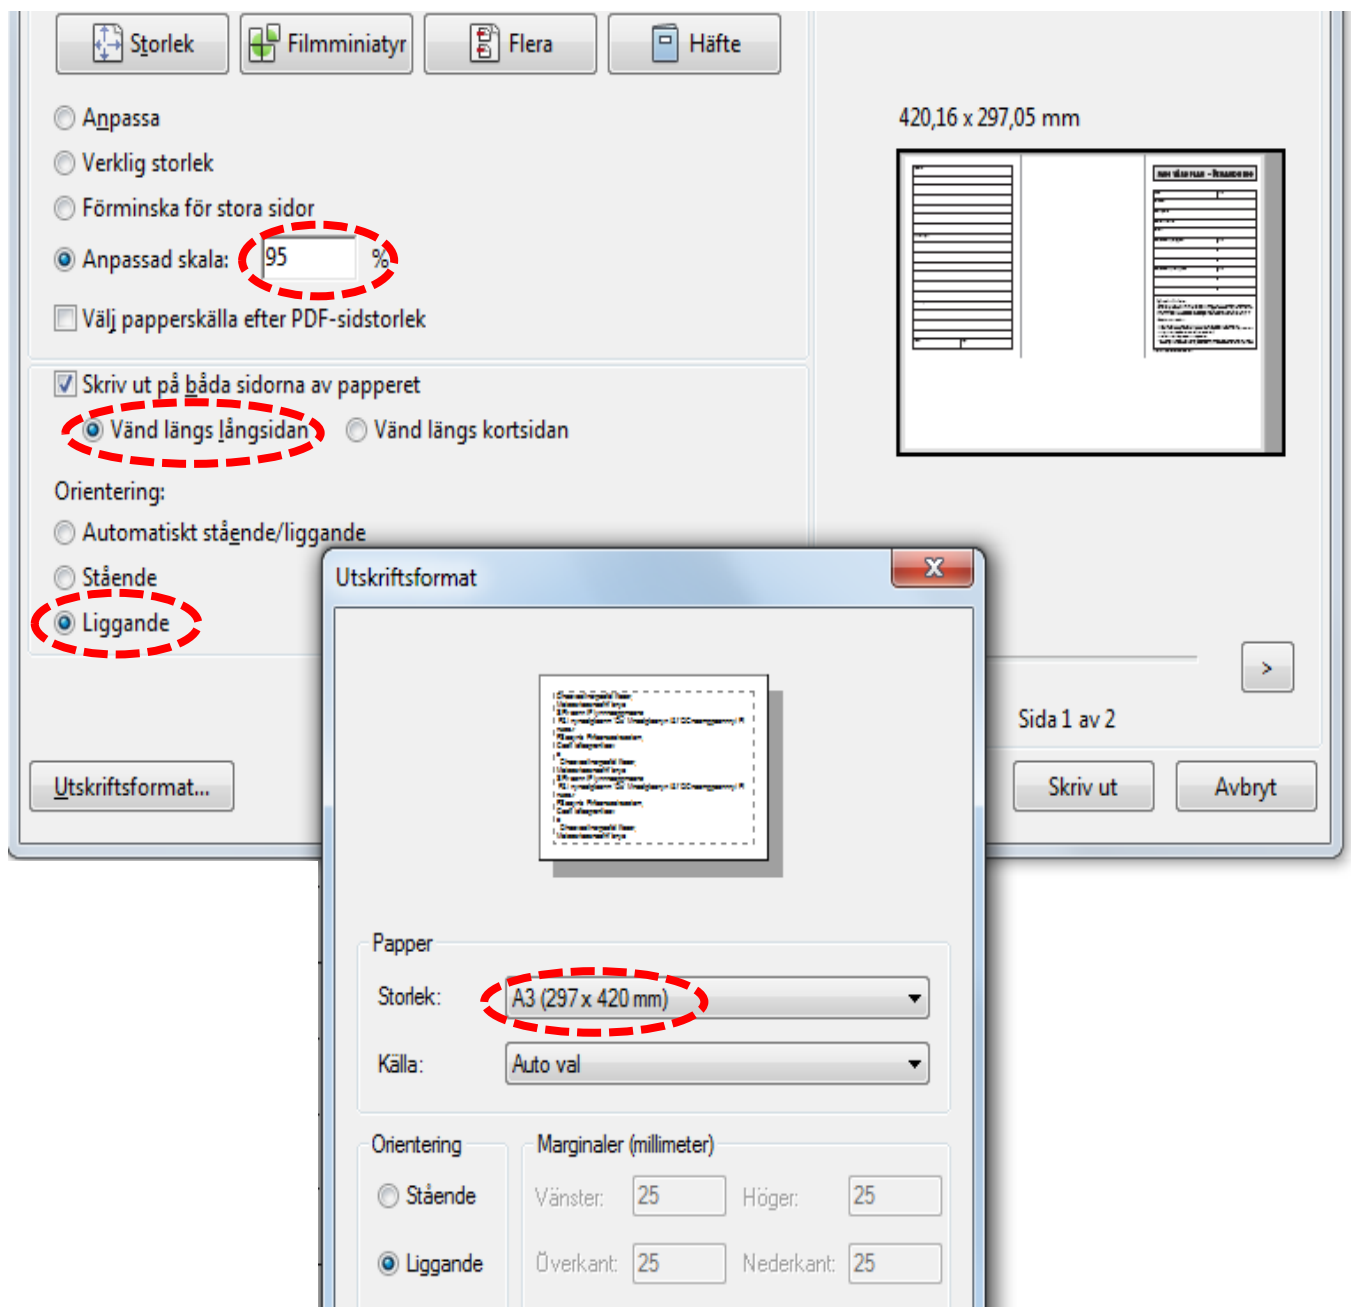 Storlek
Filmminiatyr
Flera
Häfte
Anpassa
Verklig storlek
Förminska för stora sidor
Anpassad skala: 95 %
Välj papperskälla efter PDF-sidstorlek
420,16 x 297,05 mm
Skriv ut på båda sidorna av papperet
Vänd längs långsidan
Vänd längs kortsidan
Orientering:
Automatiskt stående/liggande
Stående
Liggande
>
Sida 1 av 2
Utskriftsformat...
Skriv ut
Avbryt
Utskriftsformat
Papper
Storlek: A3 (297 x 420 mm)
Källa: Auto val
Orientering
Stående
Liggande
Marginaler (millimeter)
Vänster: 25 Höger: 25
Överkant: 25 Nederkant: 25